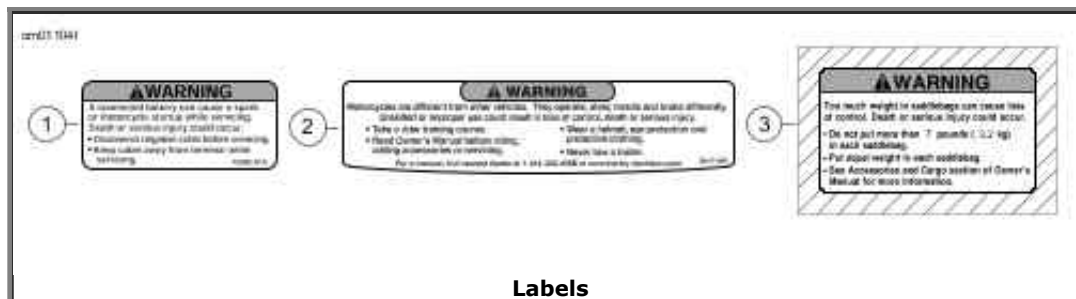 1
WARNING
A connected battery can cause a spark
or motorcycle startup while servicing.
Death or serious injury could occur.
• Disconnect negative cable before servicing.
• Keep cable away from terminal while
servicing.
2
WARNING
Motorcycles are different from other vehicles. They operate, steer, handle and brake differently.
Unskilled or improper use could result in loss of control, death or serious injury.
• Take a rider training course.
• Read Owner's Manual before riding,
adding accessories or servicing.
• Wear a helmet, eye protection and
protective clothing.
• Never tow a trailer.
3
WARNING
Too much weight in saddlebags can cause loss
of control. Death or serious injury could occur.
- Do not put more than 7 pounds (3.2 kg)
in each saddlebag.
- Put equal weight in each saddlebag.
- See Accessories and Cargo section of Owner's
Manual for more information.
Labels